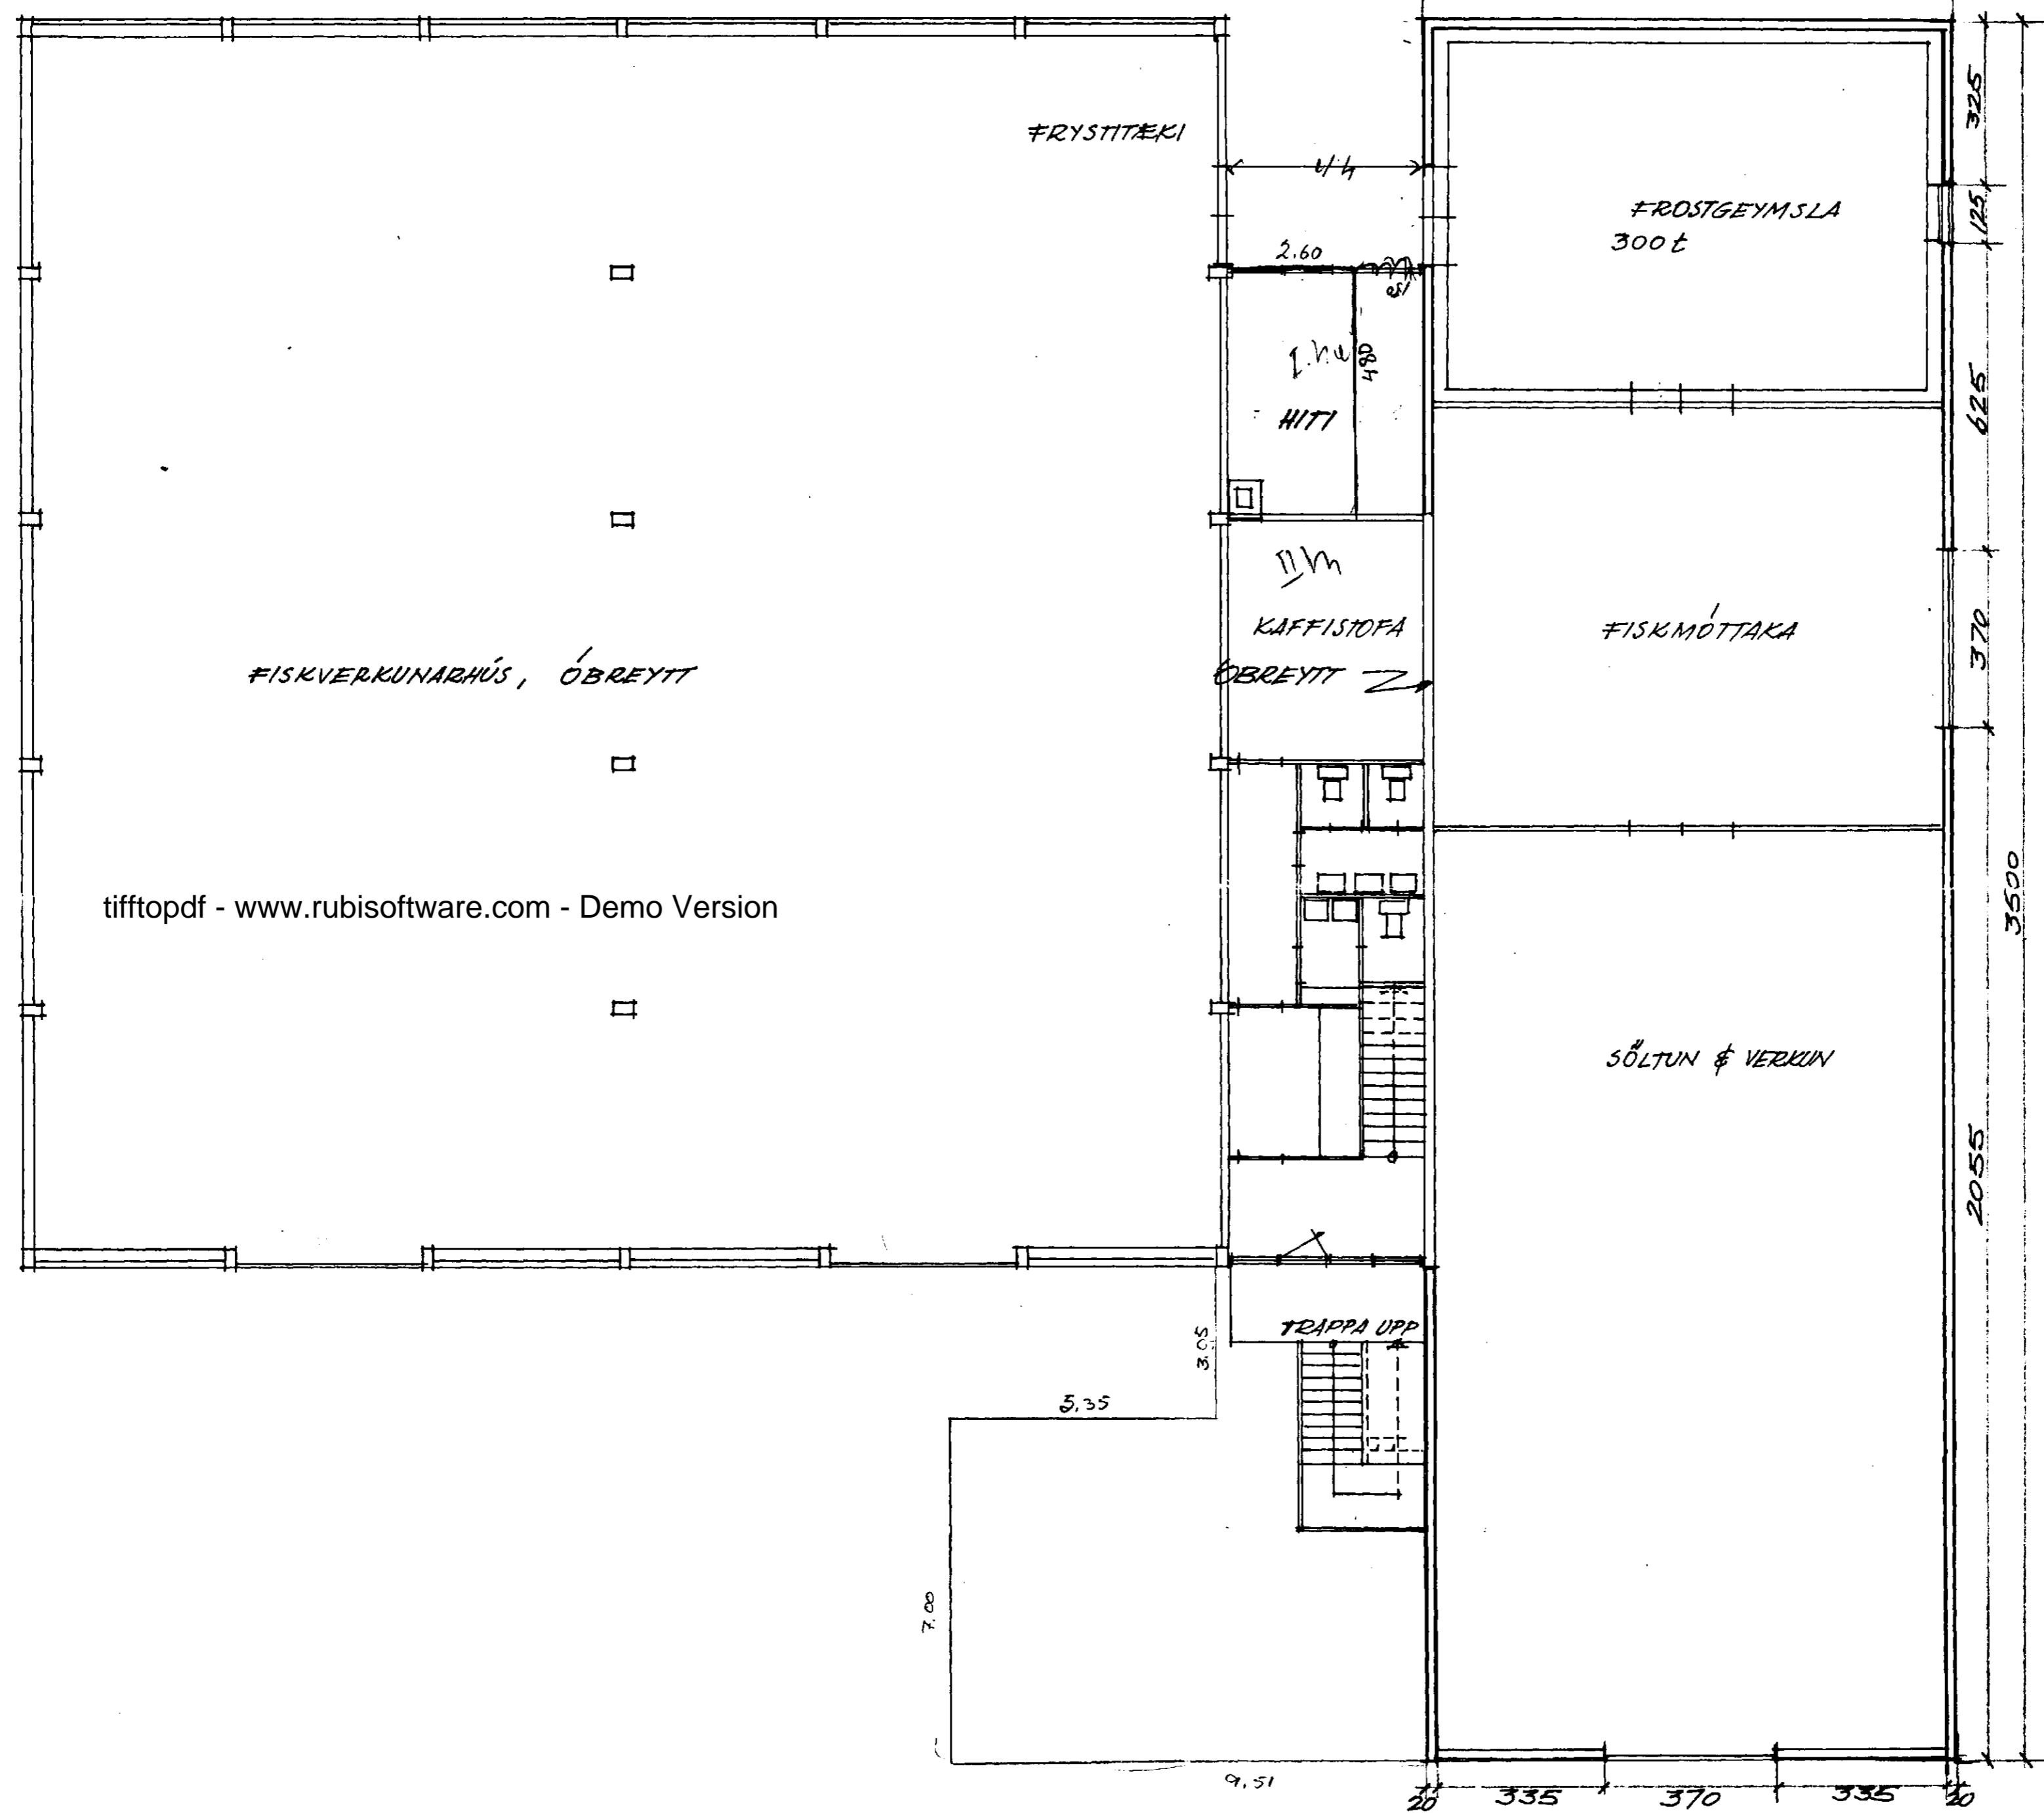 FRYSTITÆKI
4
FROSTGEYMSLA
300 t
2.60
480
HITI
KAFFISTOFA
ÓBREYTT
FISKMÓTTAKA
FISKVERKUNARHÚS, ÓBREYTT
tifftopdf - www.rubisoftware.com - Demo Version
SÖLTUN & VERKUN
TRAPPA UPP
3.05
5.35
7.00
9.51
325
125
625
370
2055
3500
20 335 370 335 20